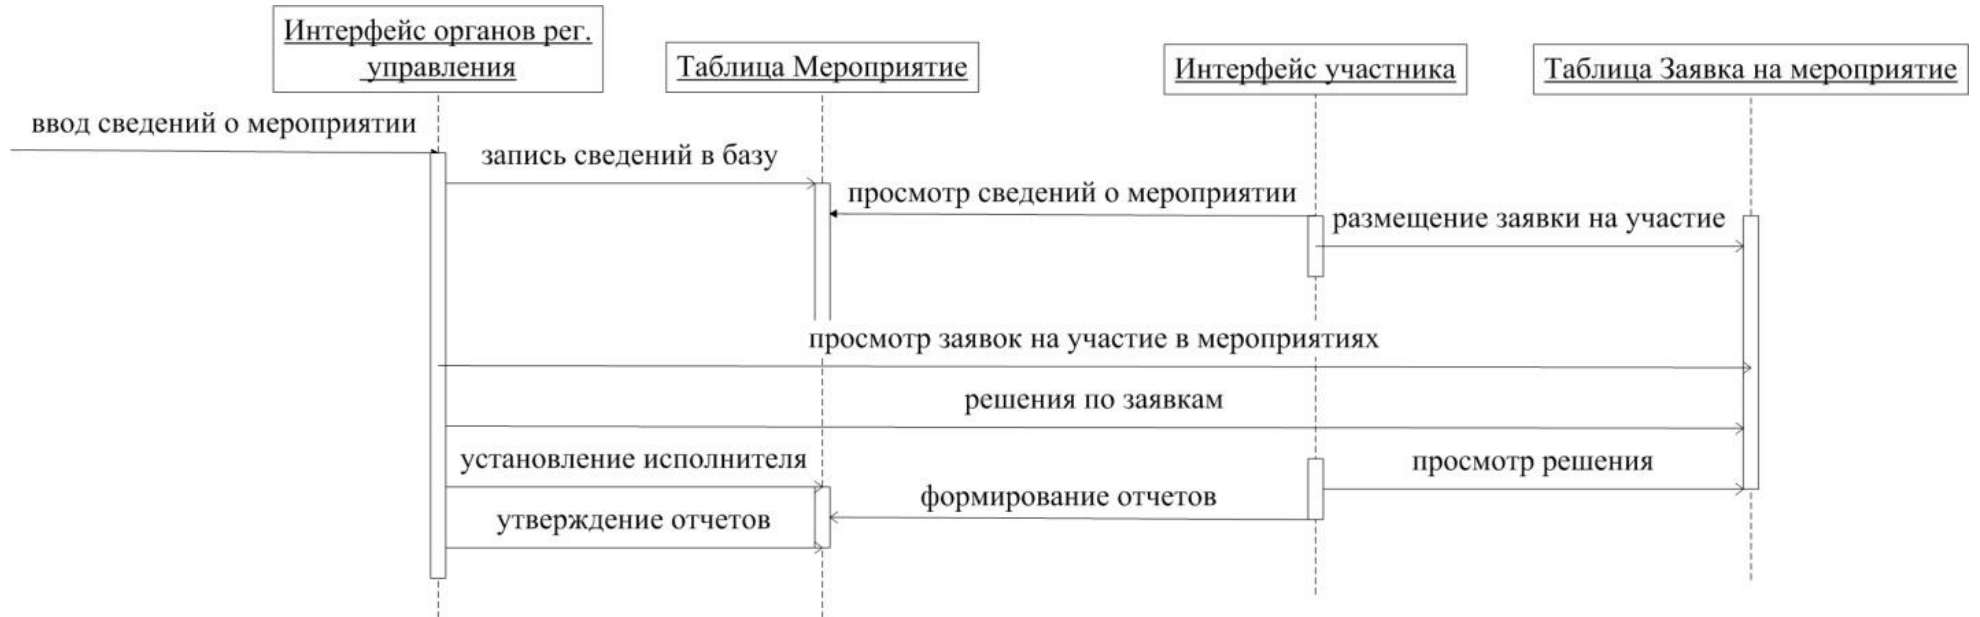 Интерфейс органов рег.
управления
Таблица Мероприятие
Интерфейс участника
Таблица Заявка на мероприятие
ввод сведений о мероприятии
запись сведений в базу
просмотр сведений о мероприятии
размещение заявки на участие
просмотр заявок на участие в мероприятиях
решения по заявкам
установление исполнителя
просмотр решения
формирование отчетов
утверждение отчетов